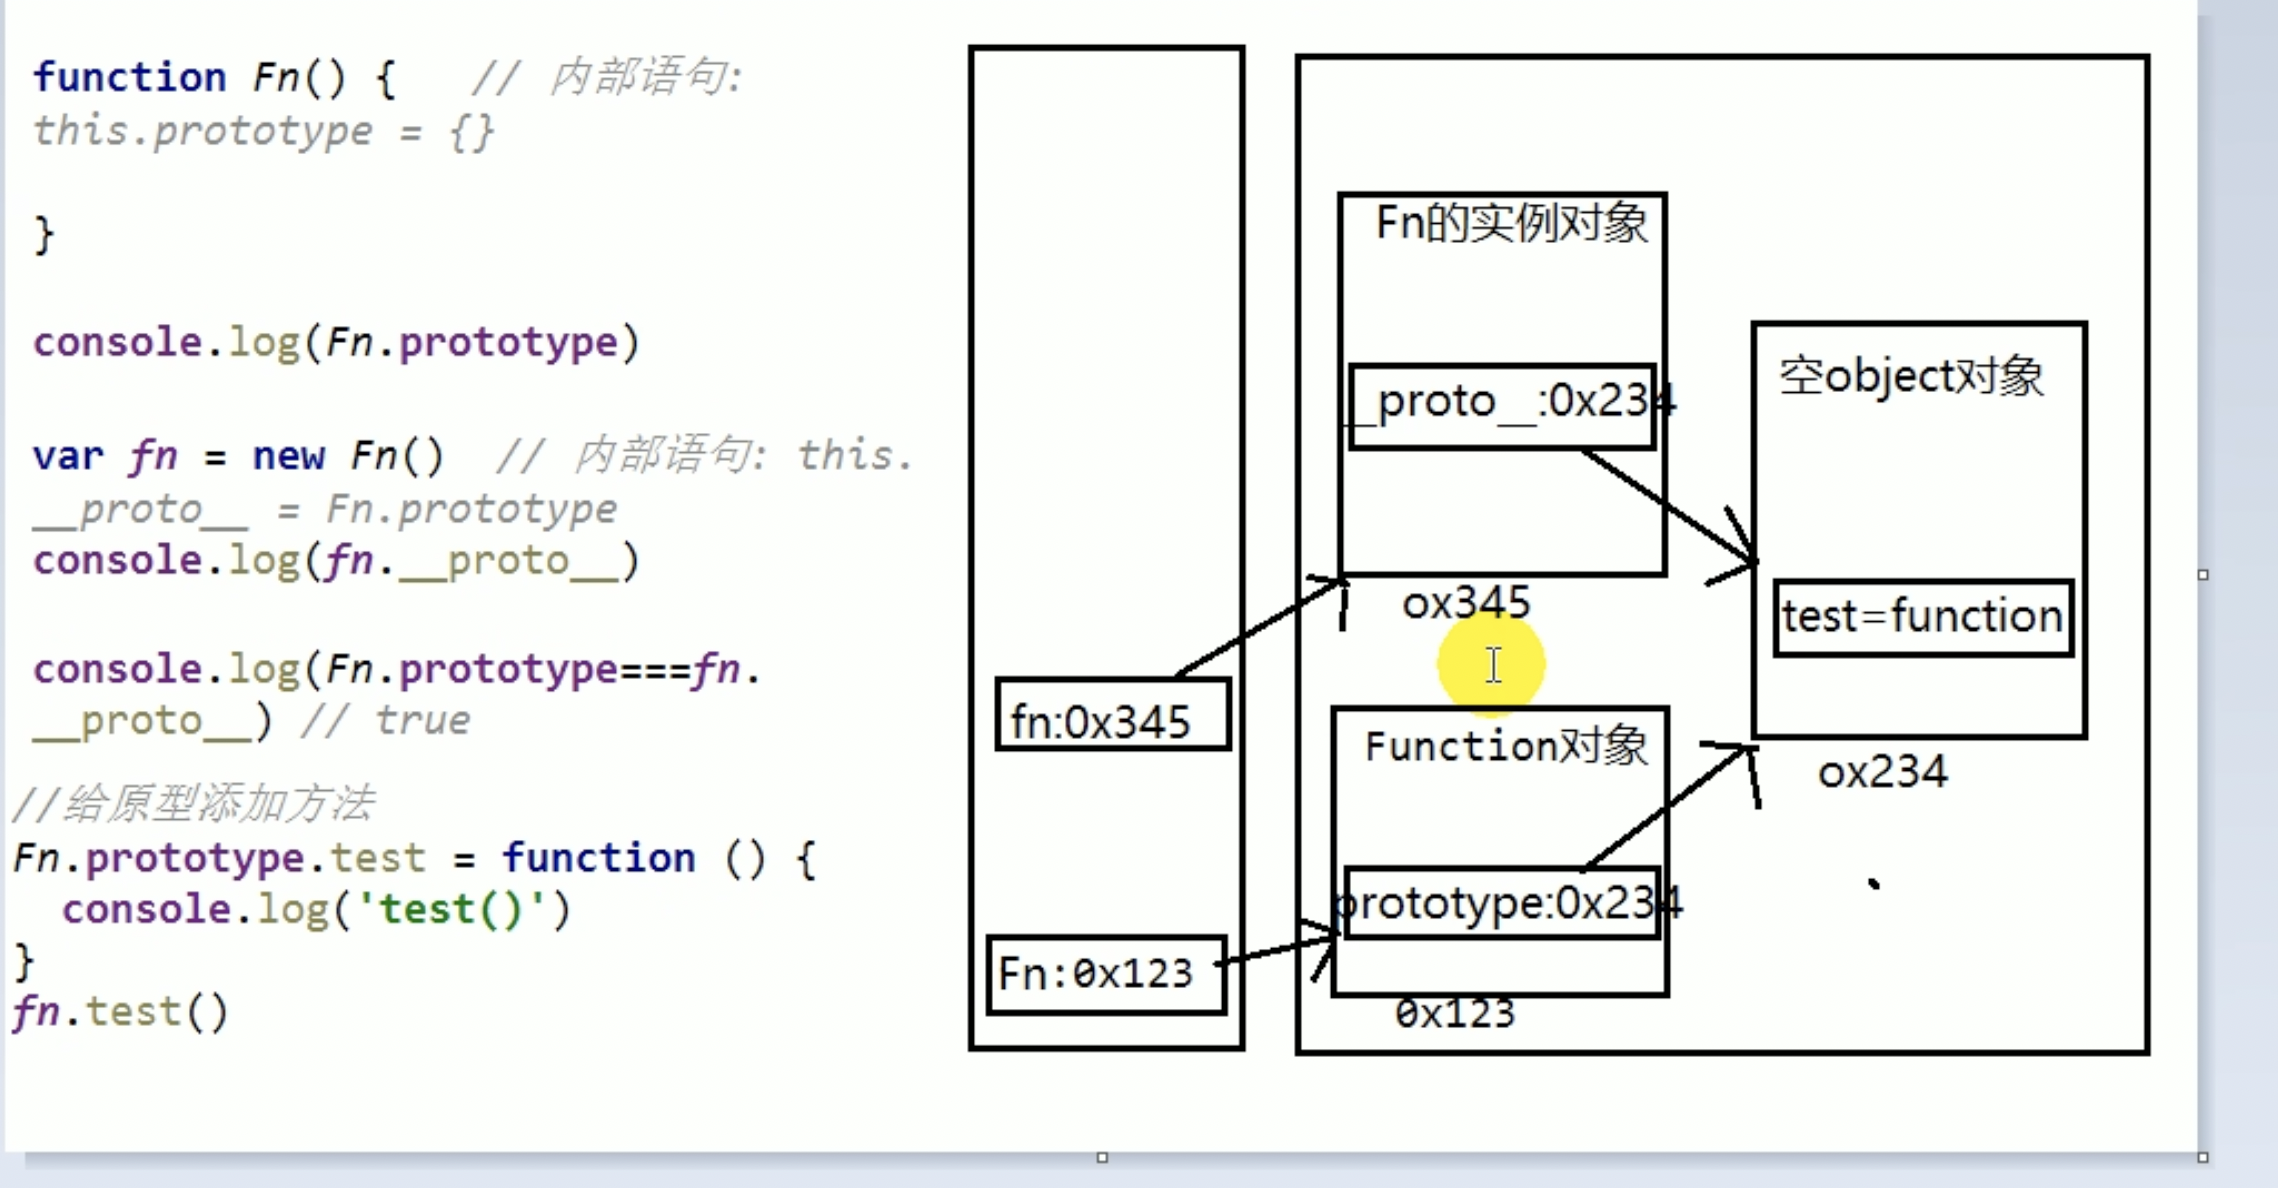 function Fn() {   // 内部语句:
this.prototype = {}
}
console.log(Fn.prototype)
var fn = new Fn()  // 内部语句: this.
__proto__ = Fn.prototype
console.log(fn.__proto__)
console.log(Fn.prototype===fn.
__proto__) // true
//给原型添加方法
Fn.prototype.test = function () {
  console.log('test()')
}
fn.test()
fn:0x345
Fn:0x123
Fn的实例对象
__proto__:0x234
ox345
Function对象
prototype:0x234
0x123
空object对象
test=function
ox234